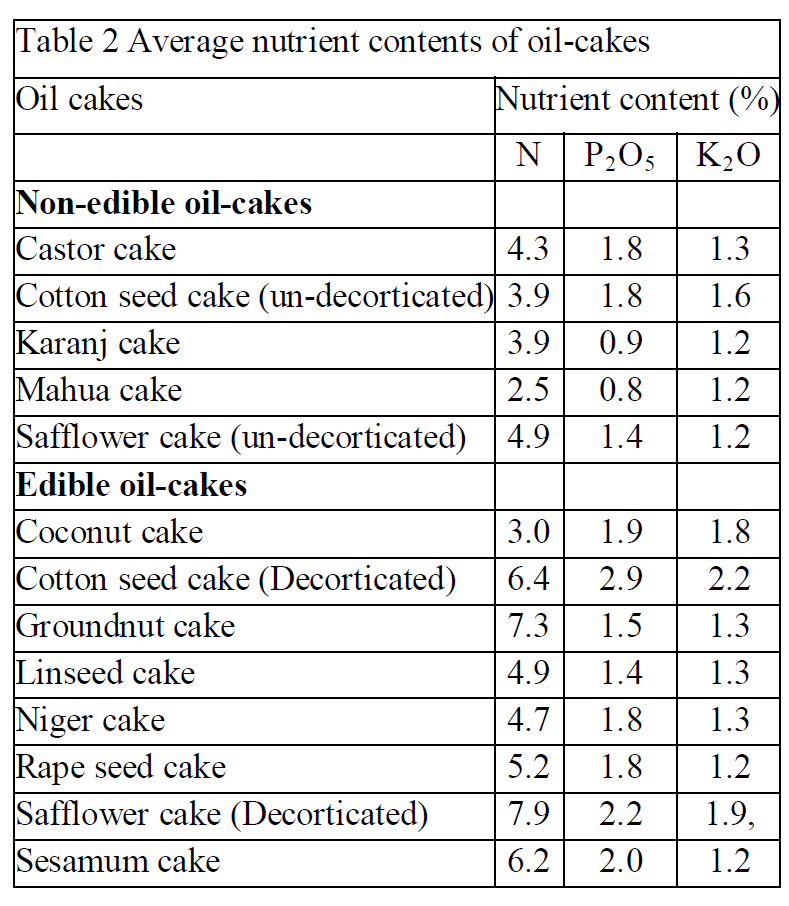 Table 2 Average nutrient contents of oil-cakes
Oil cakes Nutrient content (%)
N P₂O₅ K₂O
Non-edible oil-cakes
Castor cake 4.3 1.8 1.3
Cotton seed cake (un-decorticated) 3.9 1.8 1.6
Karanj cake 3.9 0.9 1.2
Mahua cake 2.5 0.8 1.2
Safflower cake (un-decorticated) 4.9 1.4 1.2
Edible oil-cakes
Coconut cake 3.0 1.9 1.8
Cotton seed cake (Decorticated) 6.4 2.9 2.2
Groundnut cake 7.3 1.5 1.3
Linseed cake 4.9 1.4 1.3
Niger cake 4.7 1.8 1.3
Rape seed cake 5.2 1.8 1.2
Safflower cake (Decorticated) 7.9 2.2 1.9,
Sesamum cake 6.2 2.0 1.2